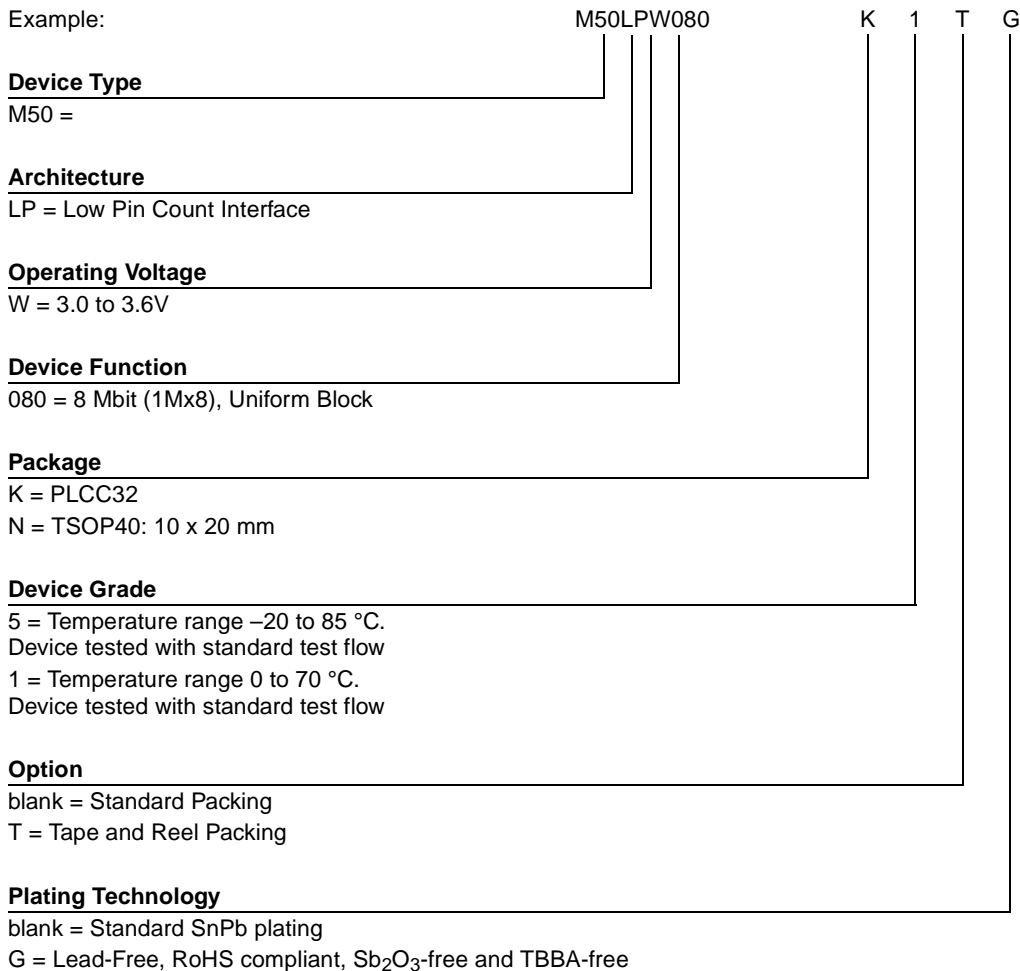 Example: M50LPW080 K 1 T G
Device Type
M50 =
Architecture
LP = Low Pin Count Interface
Operating Voltage
W = 3.0 to 3.6V
Device Function
080 = 8 Mbit (1Mx8), Uniform Block
Package
K = PLCC32
N = TSOP40: 10 x 20 mm
Device Grade
5 = Temperature range –20 to 85 °C.
Device tested with standard test flow
1 = Temperature range 0 to 70 °C.
Device tested with standard test flow
Option
blank = Standard Packing
T = Tape and Reel Packing
Plating Technology
blank = Standard SnPb plating
G = Lead-Free, RoHS compliant, Sb₂O₃-free and TBBA-free